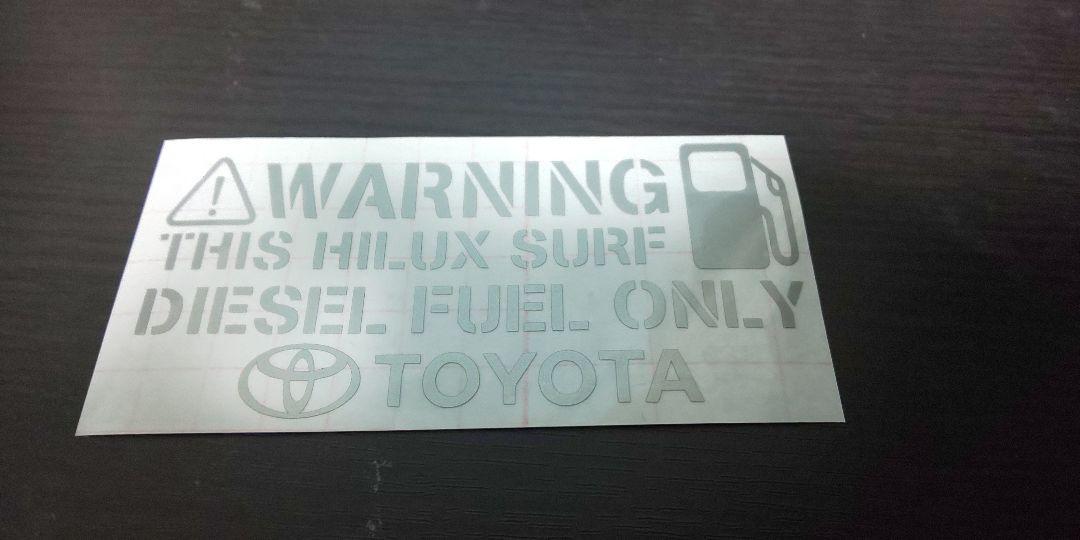 WARNING
THIS HILUX SURF
DIESEL FUEL ONLY
TOYOTA